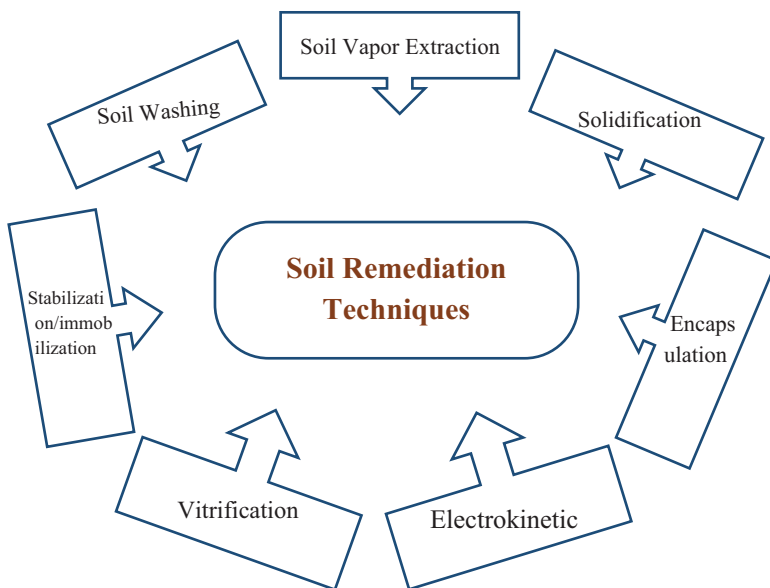 Soil Vapor Extraction
Soil Washing
Solidification
Soil Remediation
Techniques
Stabilizati
on/immob
ilization
Encaps
ulation
Vitrification
Electrokinetic